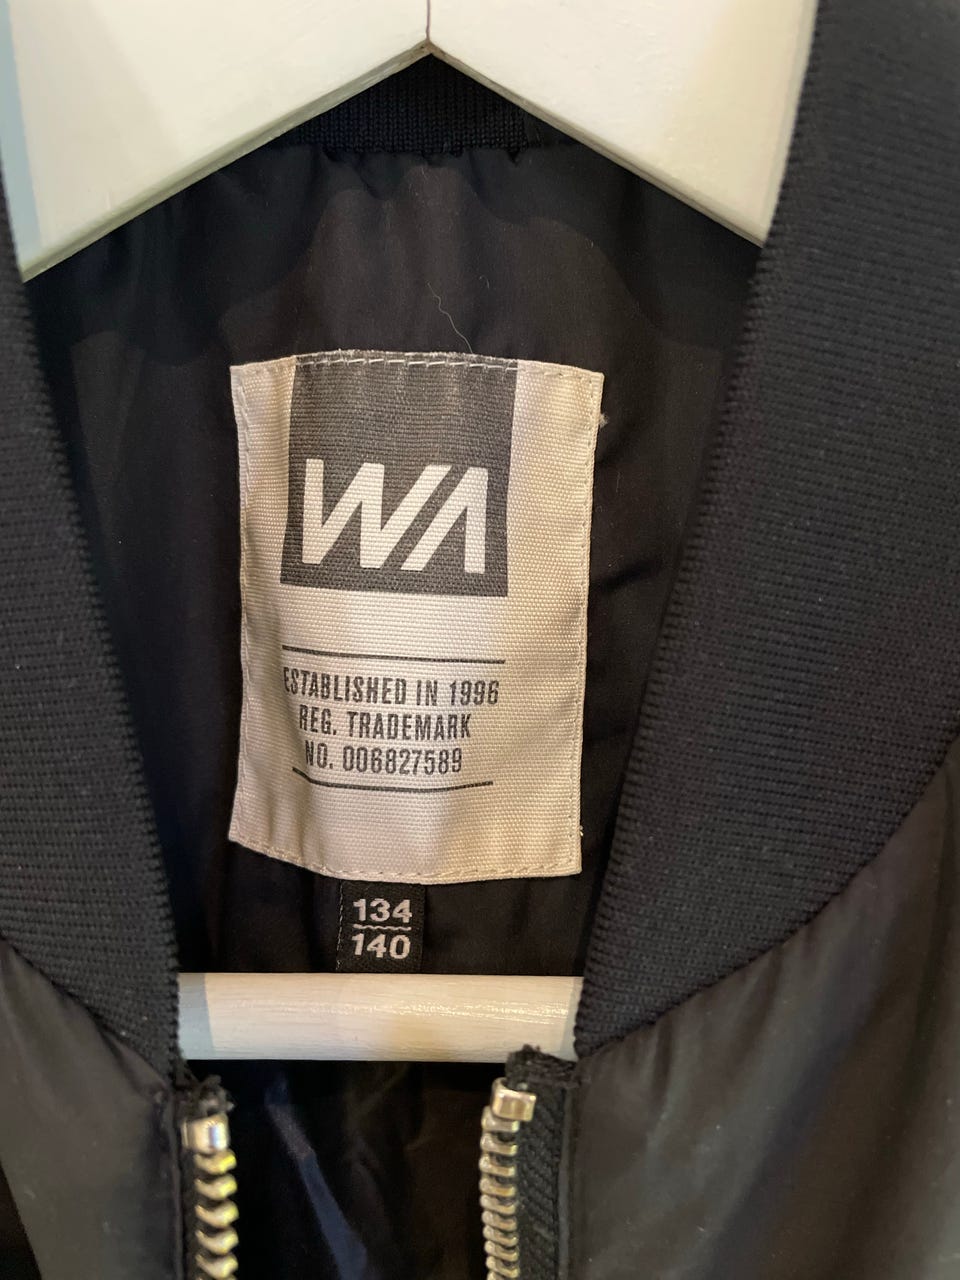 WA
ESTABLISHED IN 1996
REG. TRADEMARK
NO. 006827589
134
140